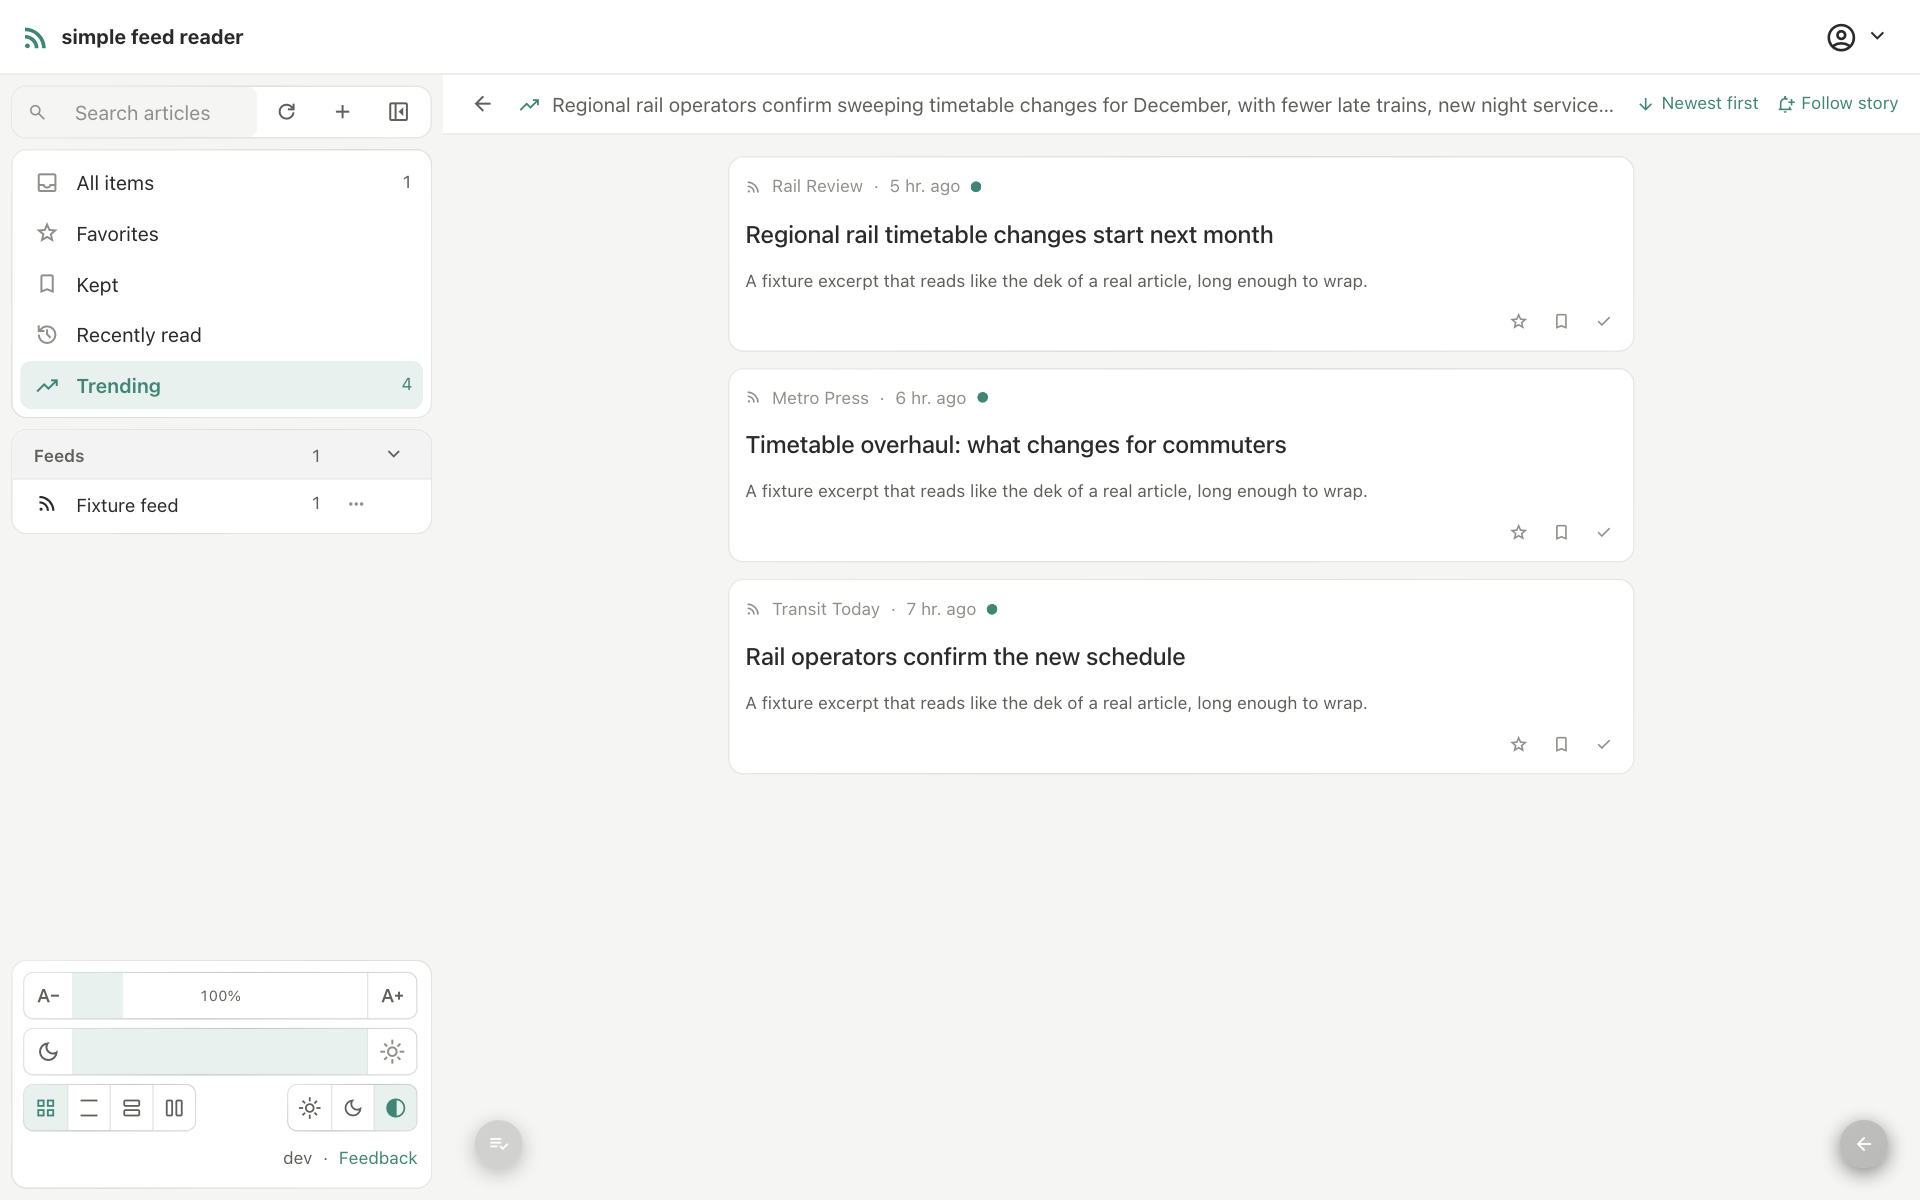 simple feed reader
Search articles
Regional rail operators confirm sweeping timetable changes for December, with fewer late trains, new night service...
Newest first
Follow story
All items 1
Favorites
Kept
Recently read
Trending 4
Feeds 1
Fixture feed 1
Rail Review · 5 hr. ago
Regional rail timetable changes start next month
A fixture excerpt that reads like the dek of a real article, long enough to wrap.
Metro Press · 6 hr. ago
Timetable overhaul: what changes for commuters
A fixture excerpt that reads like the dek of a real article, long enough to wrap.
Transit Today · 7 hr. ago
Rail operators confirm the new schedule
A fixture excerpt that reads like the dek of a real article, long enough to wrap.
A− 100% A+
dev · Feedback